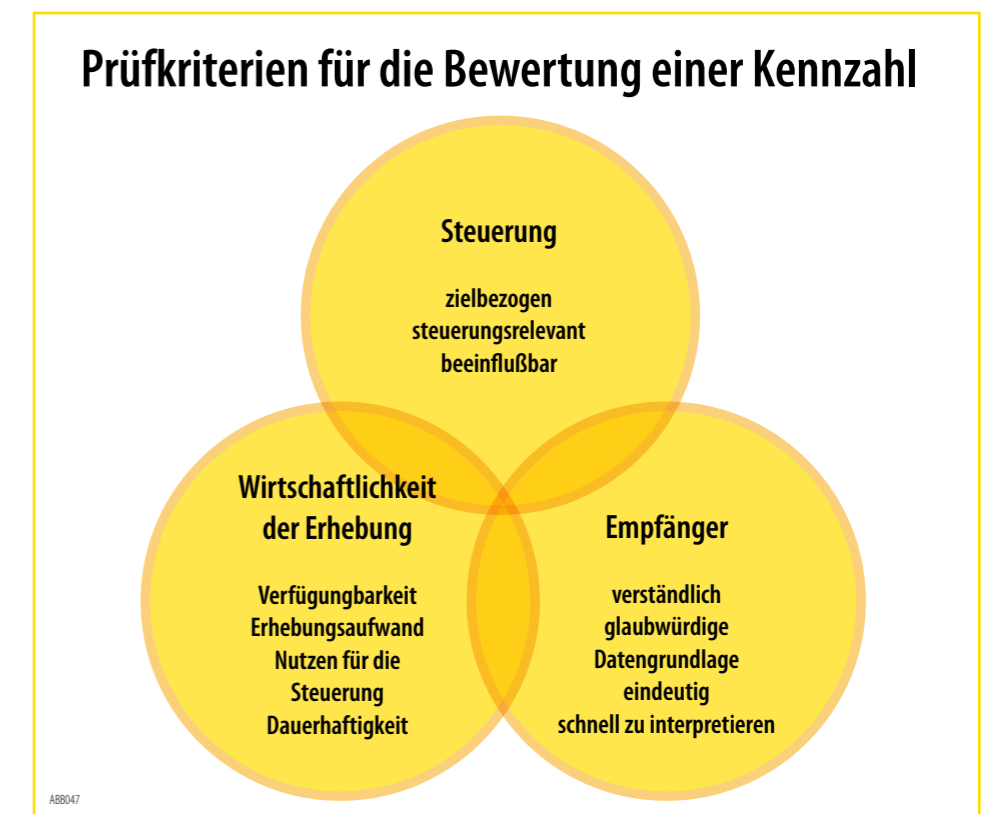 Prüfkriterien für die Bewertung einer Kennzahl
Steuerung
zielbezogen
steuerungsrelevant
beeinflußbar
Wirtschaftlichkeit
der Erhebung
Verfügungbarkeit
Erhebungsaufwand
Nutzen für die
Steuerung
Dauerhaftigkeit
Empfänger
verständlich
glaubwürdige
Datengrundlage
eindeutig
schnell zu interpretieren
ABB047